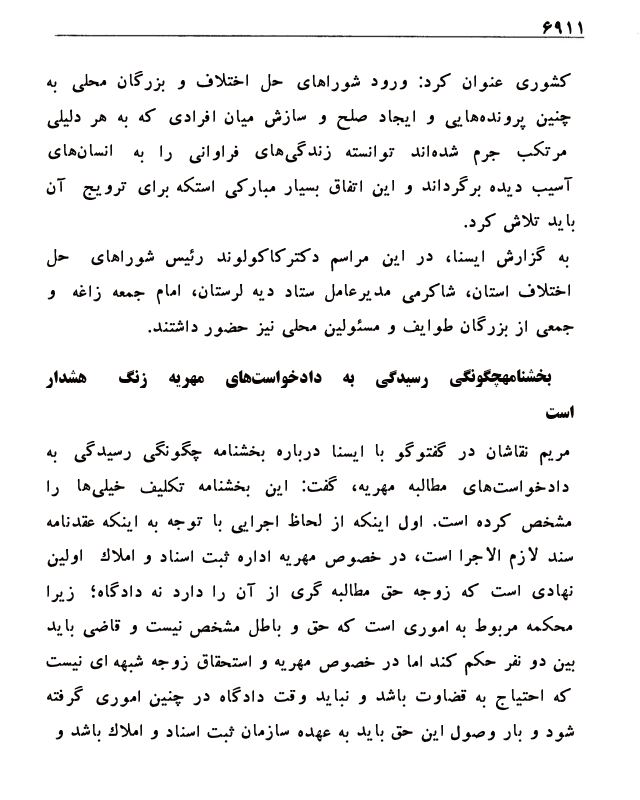 ۶۹۱۱
کشوری عنوان کرد: ورود شوراهای حل اختلاف و بزرگان محلی به
چنین پرونده‌هایی و ایجاد صلح و سازش میان افرادی که به هر دلیلی
مرتکب جرم شده‌اند توانسته زندگی‌های فراوانی را به انسان‌های
آسیب دیده برگرداند و این اتفاق بسیار مبارکی استکه برای ترویج آن
باید تلاش کرد.
به گزارش ایسنا، در این مراسم دکترکاکولوند رئیس شوراهای حل
اختلاف استان، شاکرمی مدیرعامل ستاد دیه لرستان، امام جمعه زاغه و
جمعی از بزرگان طوایف و مسئولین محلی نیز حضور داشتند.
بخشنامهچگونگی رسیدگی به دادخواست‌های مهریه زنگ هشدار
است
مریم نقاشان در گفتوگو با ایسنا درباره بخشنامه چگونگی رسیدگی به
دادخواست‌های مطالبه مهریه، گفت: این بخشنامه تکلیف خیلی‌ها را
مشخص کرده است. اول اینکه از لحاظ اجرایی با توجه به اینکه عقدنامه
سند لازم الاجرا است، در خصوص مهریه اداره ثبت اسناد و املاك اولین
نهادی است که زوجه حق مطالبه گری از آن را دارد نه دادگاه؛ زیرا
محکمه مربوط به اموری است که حق و باطل مشخص نیست و قاضی باید
بین دو نفر حکم کند اما در خصوص مهریه و استحقاق زوجه شبهه ای نیست
که احتیاج به قضاوت باشد و نباید وقت دادگاه در چنین اموری گرفته
شود و بار وصول این حق باید به عهده سازمان ثبت اسناد و املاك باشد و